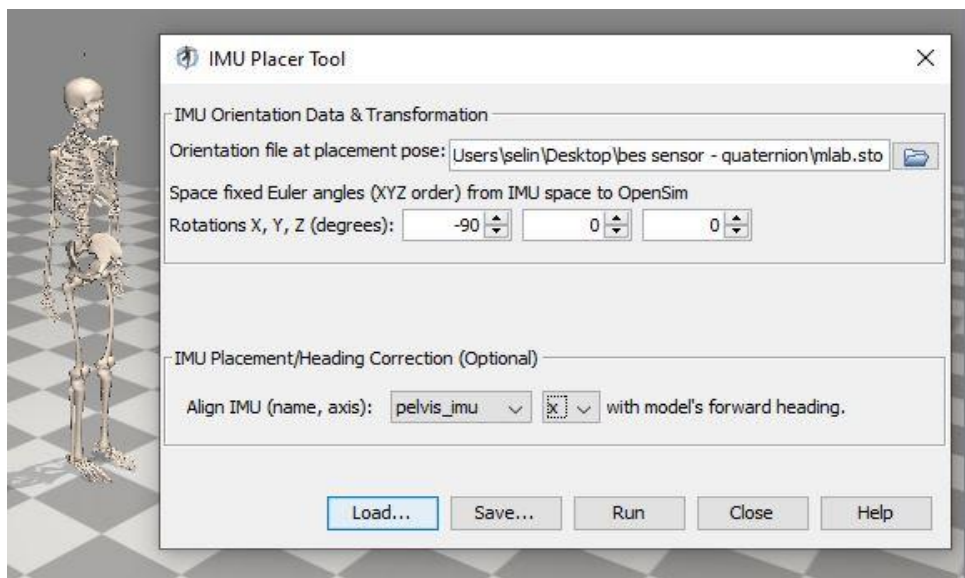 IMU Placer Tool
IMU Orientation Data & Transformation
Orientation file at placement pose: Users\selin\Desktop\bes sensor - quaternion\mlab.sto
Space fixed Euler angles (XYZ order) from IMU space to OpenSim
Rotations X, Y, Z (degrees): -90 0 0
IMU Placement/Heading Correction (Optional)
Align IMU (name, axis): pelvis_imu x with model's forward heading.
Load... Save... Run Close Help